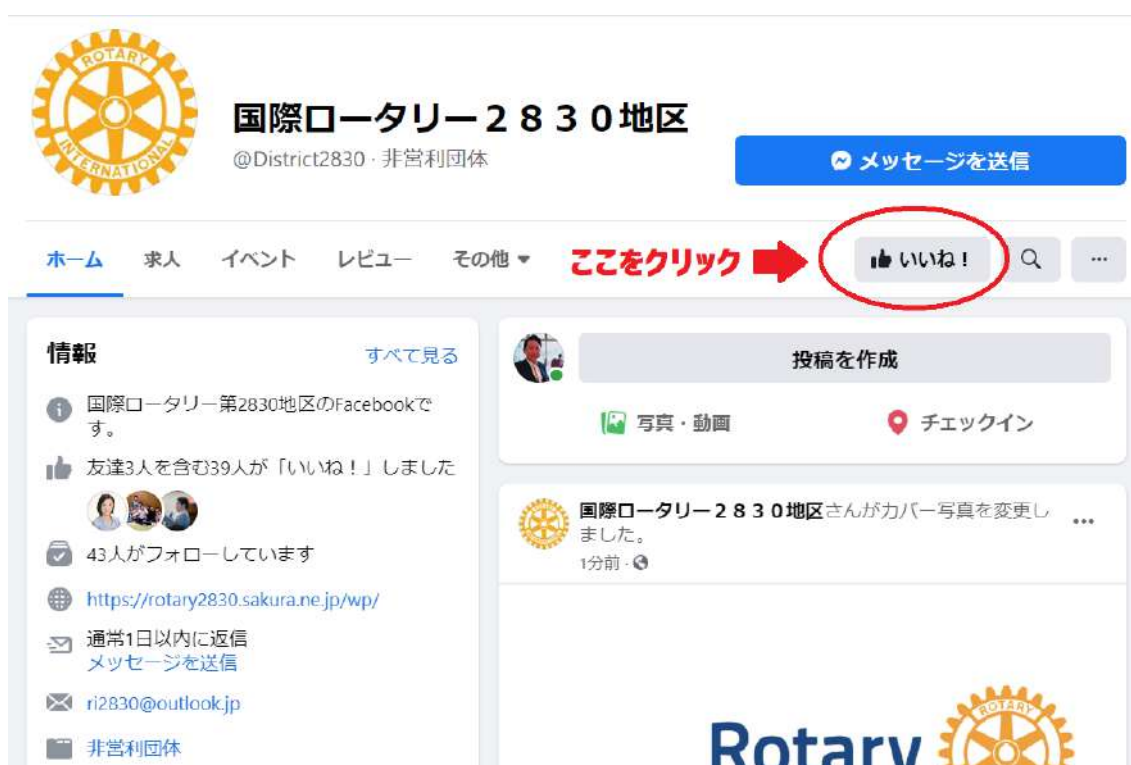 ROTARY
INTERNATIONAL
国際ロータリー２８３０地区
@District2830 · 非営利団体
メッセージを送信
ホーム
求人
イベント
レビュー
その他
ここをクリック
いいね！
情報
すべて見る
国際ロータリー第2830地区のFacebookで
す。
友達3人を含む39人が「いいね！」しました
43人がフォローしています
https://rotary2830.sakura.ne.jp/wp/
通常1日以内に返信
メッセージを送信
ri2830@outlook.jp
非営利団体
投稿を作成
写真・動画
チェックイン
国際ロータリー２８３０地区さんがカバー写真を変更し
ました。
1分前 ·
Rotary
ROTARY